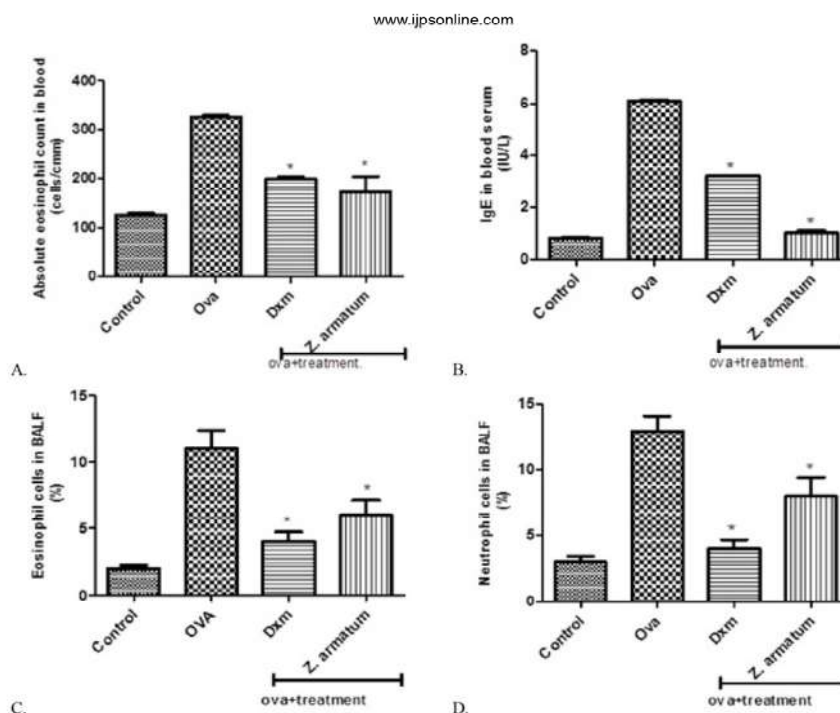 www.ijpsonline.com
Absolute eosinophil count in blood
(cells/cmm)
400
300
200
100
0
*
*
Control
Ova
Dxm
Z. armatum
ova+treatment.
A.
IgE in blood serum
(IU/L)
8
6
4
2
0
*
*
Control
Ova
Dxm
Z. armatum
ova+treatment.
B.
Eosinophil cells in BALF
(%)
15
10
5
0
*
*
Control
OVA
Dxm
Z. armatum
ova+treatment
C.
Neutrophil cells in BALF
(%)
15
10
5
0
*
*
Control
Ova
Dxm
Z. armatum
ova+treatment
D.